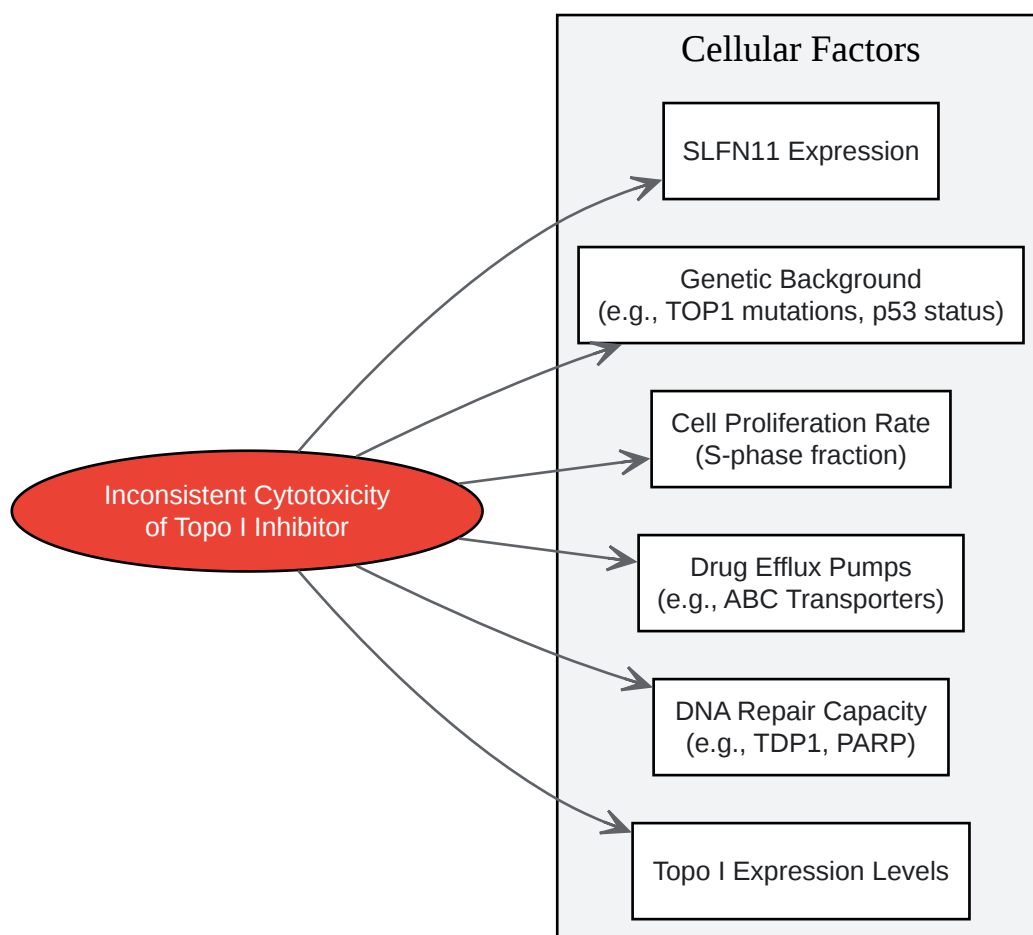 Cellular Factors
SLFN11 Expression
Genetic Background
(e.g., TOP1 mutations, p53 status)
Cell Proliferation Rate
(S-phase fraction)
Inconsistent Cytotoxicity
of Topo I Inhibitor
Drug Efflux Pumps
(e.g., ABC Transporters)
DNA Repair Capacity
(e.g., TDP1, PARP)
Topo I Expression Levels